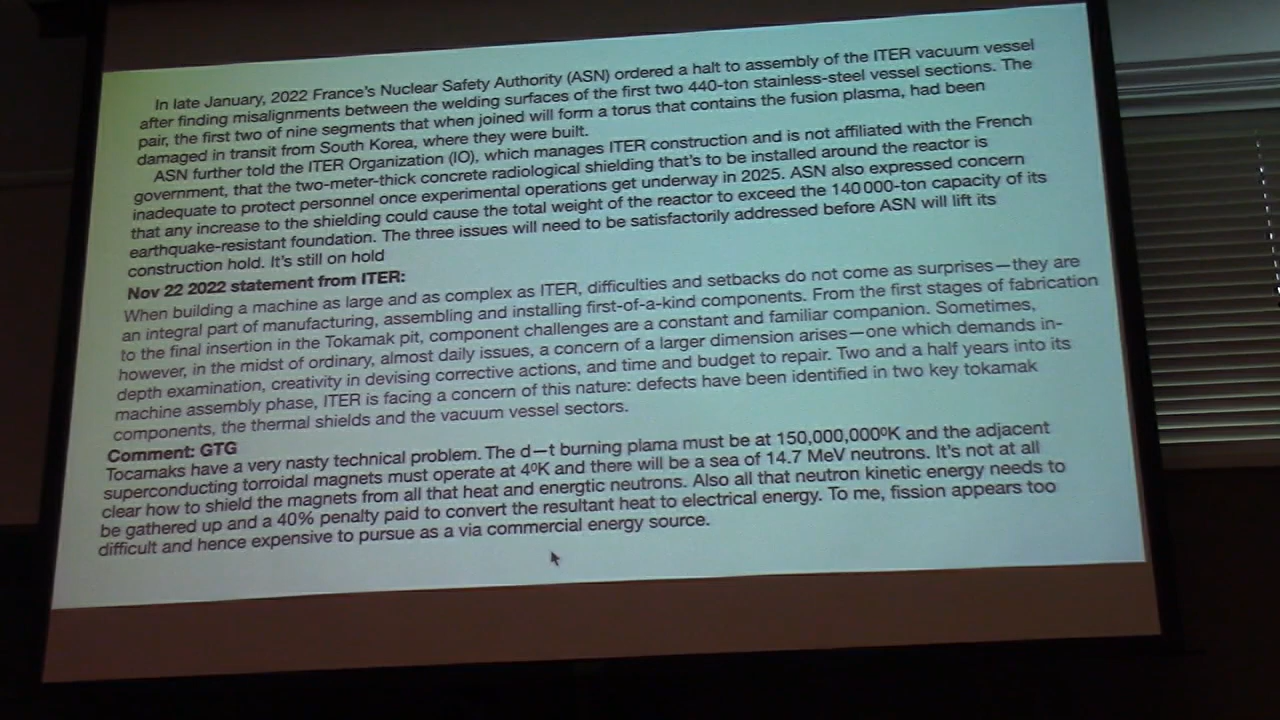 In late January, 2022 France's Nuclear Safety Authority (ASN) ordered a halt to assembly of the ITER vacuum vessel
after finding misalignments between the welding surfaces of the first two 440-ton stainless-steel vessel sections. The
pair, the first two of nine segments that when joined will form a torus that contains the fusion plasma, had been
damaged in transit from South Korea, where they were built.
ASN further told the ITER Organization (IO), which manages ITER construction and is not affiliated with the French
government, that the two-meter-thick concrete radiological shielding that's to be installed around the reactor is
inadequate to protect personnel once experimental operations get underway in 2025. ASN also expressed concern
that any increase to the shielding could cause the total weight of the reactor to exceed the 140 000-ton capacity of its
earthquake-resistant foundation. The three issues will need to be satisfactorily addressed before ASN will lift its
construction hold. It's still on hold
Nov 22 2022 statement from ITER:
When building a machine as large and as complex as ITER, difficulties and setbacks do not come as surprises—they are
an integral part of manufacturing, assembling and installing first-of-a-kind components. From the first stages of fabrication
to the final insertion in the Tokamak pit, component challenges are a constant and familiar companion. Sometimes,
however, in the midst of ordinary, almost daily issues, a concern of a larger dimension arises—one which demands in-
depth examination, creativity in devising corrective actions, and time and budget to repair. Two and a half years into its
machine assembly phase, ITER is facing a concern of this nature: defects have been identified in two key tokamak
components, the thermal shields and the vacuum vessel sectors.
Comment: GTG
Tocamaks have a very nasty technical problem. The d—t burning plama must be at 150,000,000ºK and the adjacent
superconducting torroidal magnets must operate at 4ºK and there will be a sea of 14.7 MeV neutrons. It's not at all
clear how to shield the magnets from all that heat and energtic neutrons. Also all that neutron kinetic energy needs to
be gathered up and a 40% penalty paid to convert the resultant heat to electrical energy. To me, fission appears too
difficult and hence expensive to pursue as a via commercial energy source.